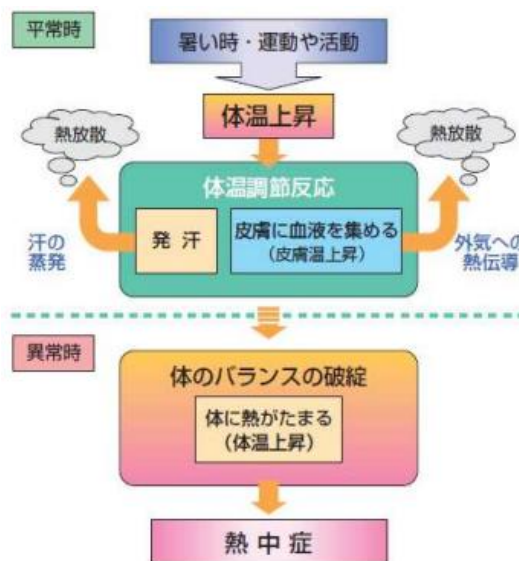 平常時
暑い時・運動や活動
体温上昇
熱放散
熱放散
体温調節反応
汗の
蒸発
発 汗
皮膚に血液を集める
（皮膚温上昇）
外気への
熱伝導
異常時
体のバランスの破綻
体に熱がたまる
（体温上昇）
熱 中 症